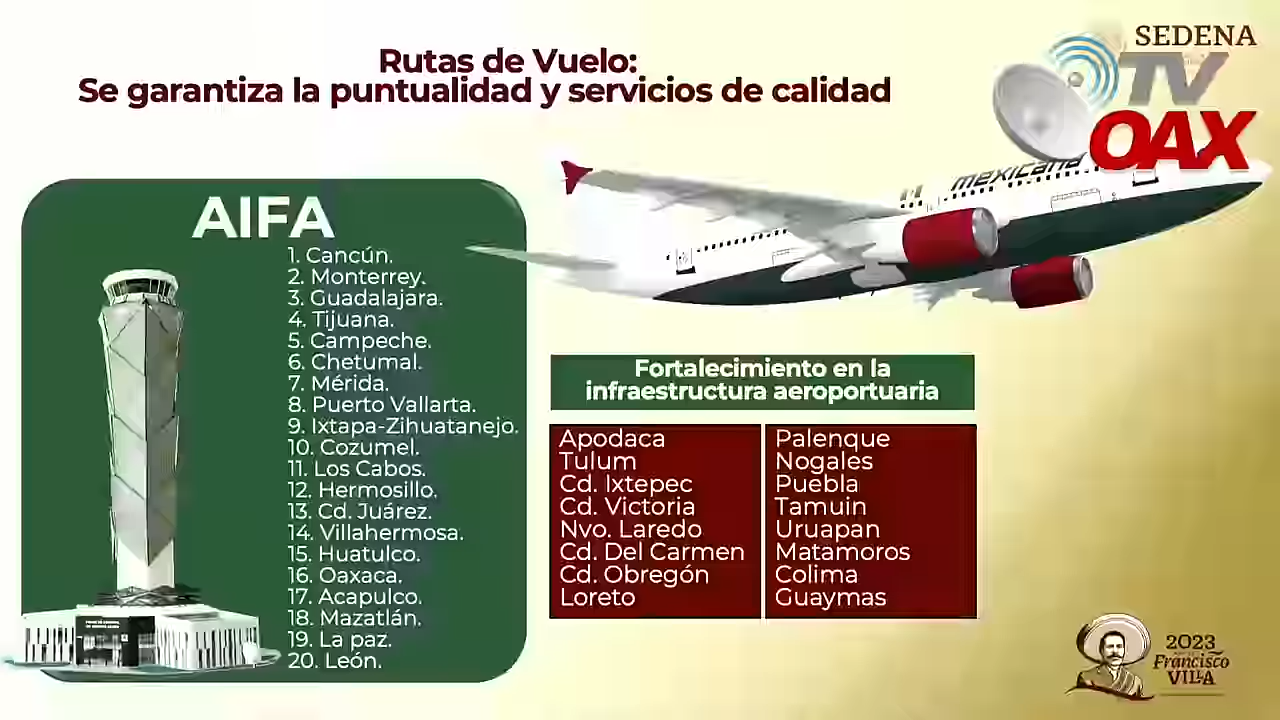 SEDENA
TV
OAX
Rutas de Vuelo:
Se garantiza la puntualidad y servicios de calidad
mexicana
AIFA
1. Cancún.
2. Monterrey.
3. Guadalajara.
4. Tijuana.
5. Campeche.
6. Chetumal.
7. Mérida.
8. Puerto Vallarta.
9. Ixtapa-Zihuatanejo.
10. Cozumel.
11. Los Cabos.
12. Hermosillo.
13. Cd. Juárez.
14. Villahermosa.
15. Huatulco.
16. Oaxaca.
17. Acapulco.
18. Mazatlán.
19. La paz.
20. León.
Fortalecimiento en la
infraestructura aeroportuaria
Apodaca
Tulum
Cd. Ixtepec
Cd. Victoria
Nvo. Laredo
Cd. Del Carmen
Cd. Obregón
Loreto
Palenque
Nogales
Puebla
Tamuin
Uruapan
Matamoros
Colima
Guaymas
2023
Francisco
VILLA